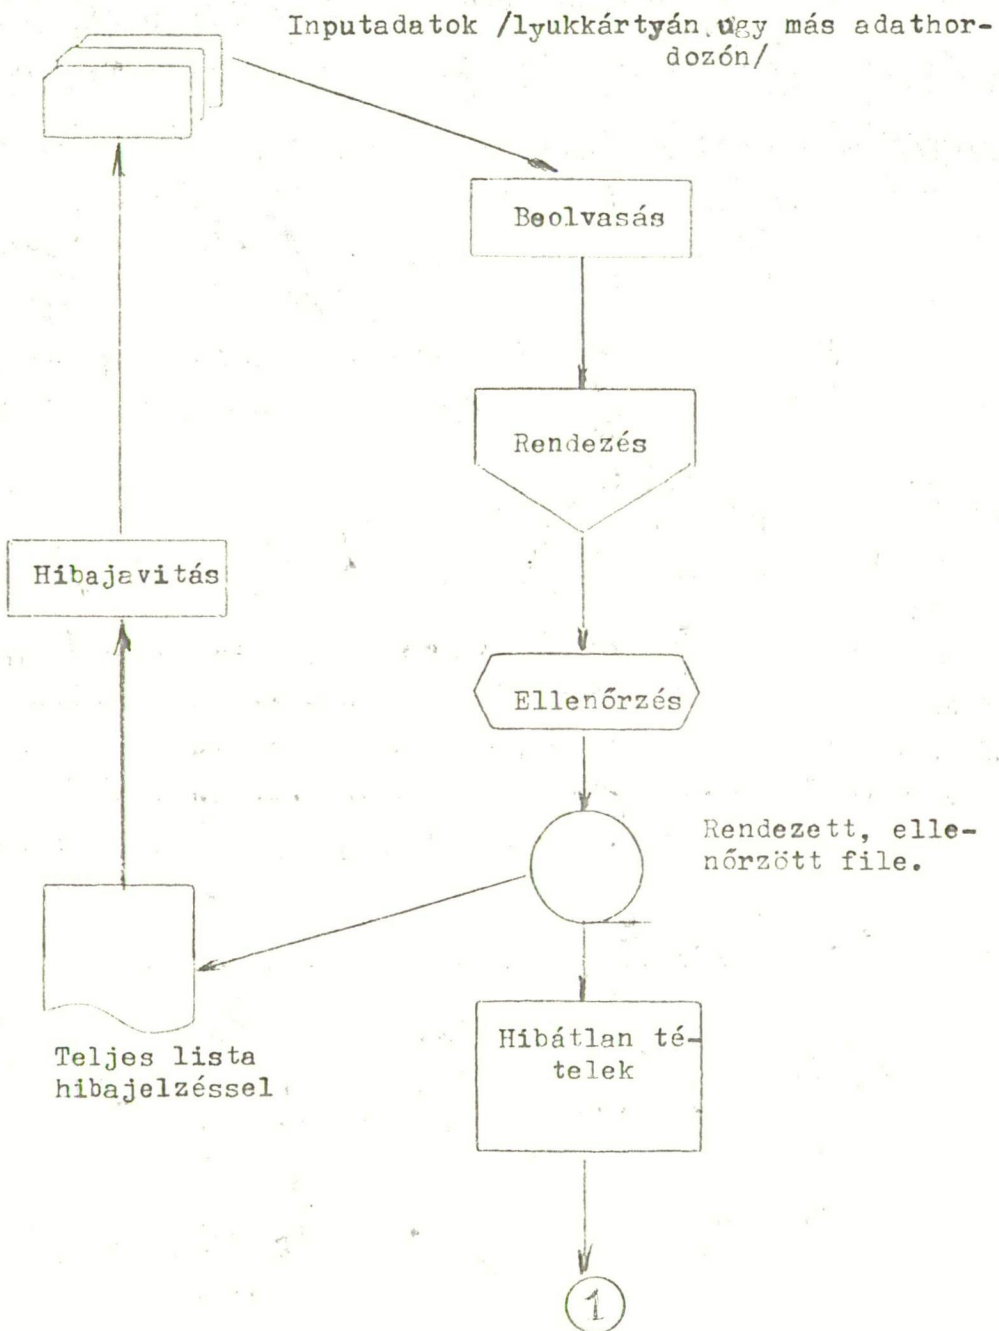 Inputadatok /lyukkártyán ugy más adathor-
dozón/
Beolvasás
Rendezés
Hibajavitás
Ellenőrzés
Rendezett, elle-
nőrzött file.
Hibátlan té-
telek
Teljes lista
hibajelzéssel
1